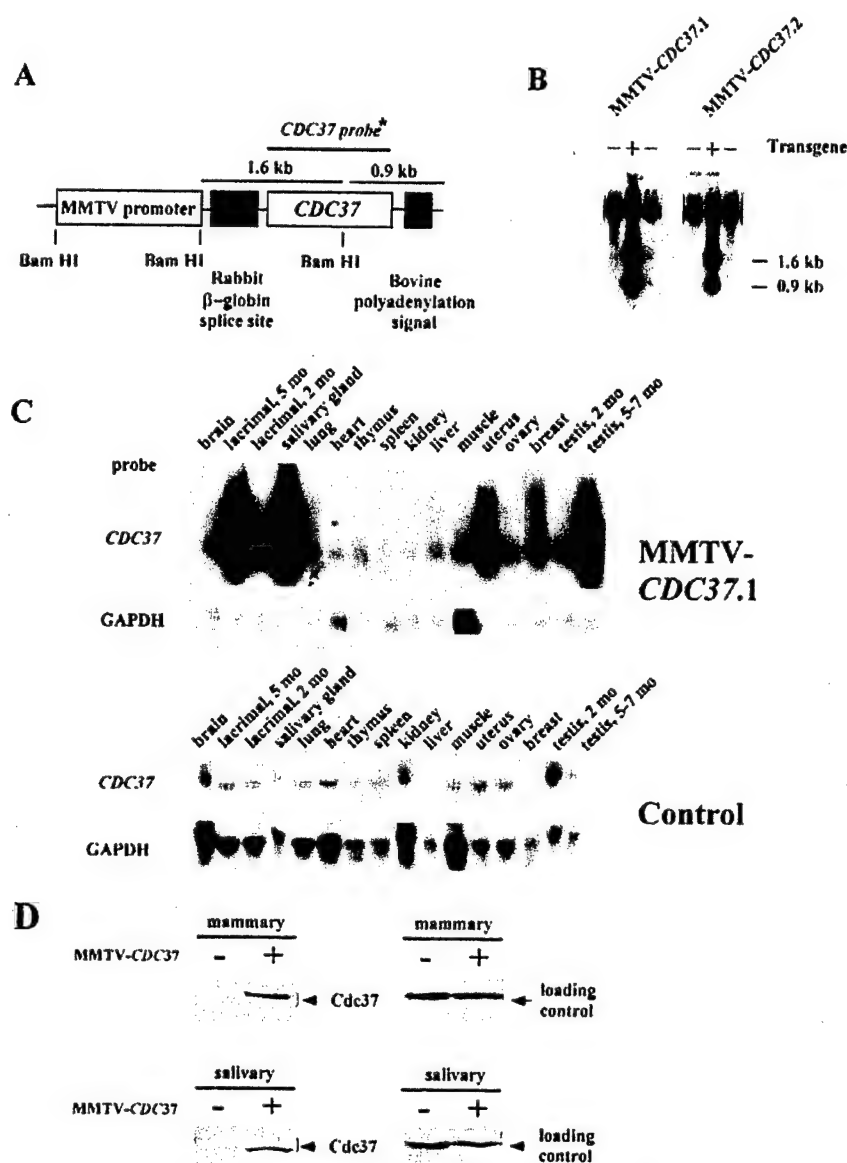 A
CDC37 probe*
1.6 kb
0.9 kb
MMTV promoter
CDC37
Bam HI
Bam HI
Bam HI
Rabbit
β-globin
splice site
Bovine
polyadenylation
signal
B
MMTV-CDC37.1
MMTV-CDC37.2
- + -
- + -
Transgene
1.6 kb
0.9 kb
C
brain
lacrimal, 5 mo
lacrimal, 2 mo
salivary gland
lung
heart
thymus
spleen
kidney
liver
muscle
uterus
ovary
breast
testis, 2 mo
testis, 5-7 mo
probe
CDC37
GAPDH
MMTV-
CDC37.1
brain
lacrimal, 5 mo
lacrimal, 2 mo
salivary gland
lung
heart
thymus
spleen
kidney
liver
muscle
uterus
ovary
breast
testis, 2 mo
testis, 5-7 mo
CDC37
GAPDH
Control
D
mammary
mammary
MMTV-CDC37
- +
- +
Cdc37
loading
control
salivary
salivary
MMTV-CDC37
- +
- +
Cdc37
loading
control